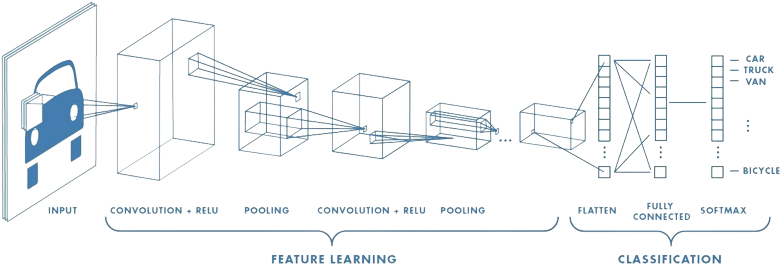 CAR
TRUCK
VAN
BICYCLE
INPUT
CONVOLUTION + RELU
POOLING
CONVOLUTION + RELU
POOLING
FLATTEN
FULLY
CONNECTED
SOFTMAX
FEATURE LEARNING
CLASSIFICATION